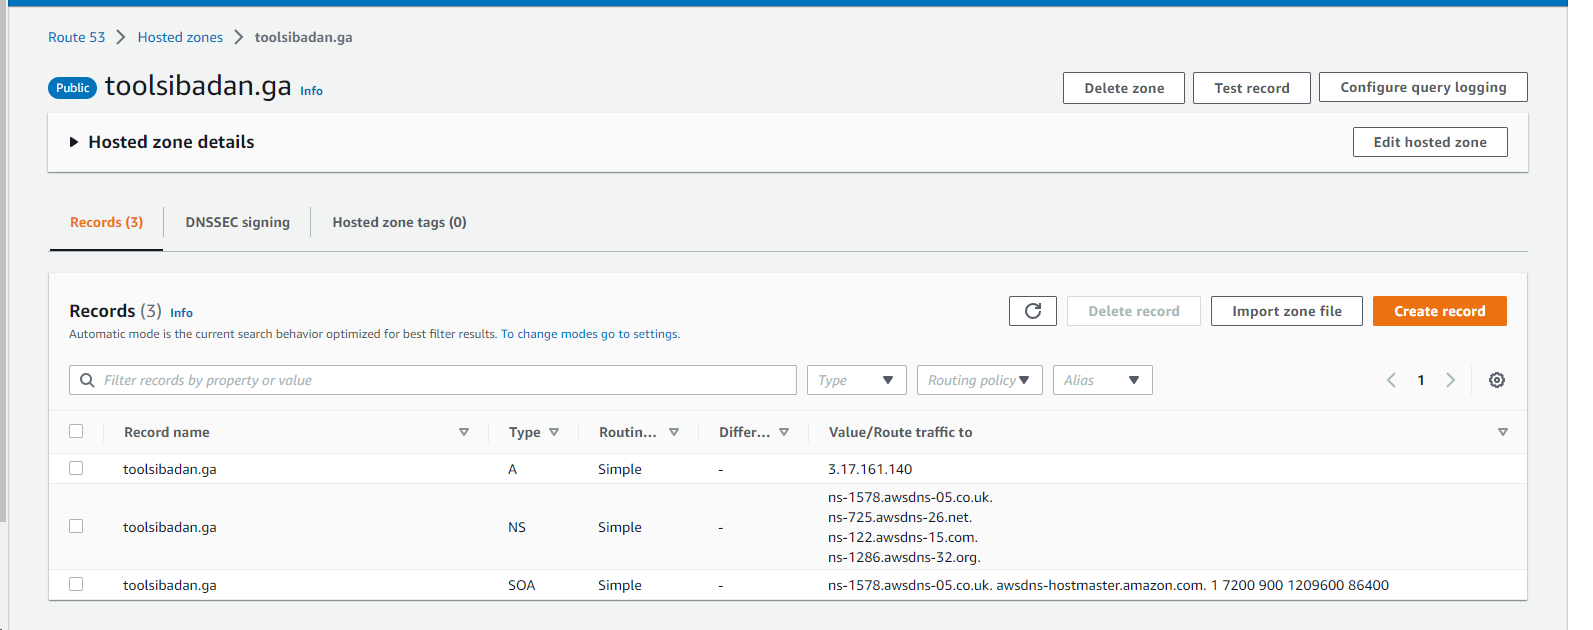 Route 53 > Hosted zones > toolsibadan.ga
Public toolsibadan.ga Info
Delete zone Test record Configure query logging
Hosted zone details
Edit hosted zone
Records (3) DNSSEC signing Hosted zone tags (0)
Records (3) Info
Delete record Import zone file Create record
Automatic mode is the current search behavior optimized for best filter results. To change modes go to settings.
Filter records by property or value Type Routing policy Alias 1
Record name Type Routin... Differ... Value/Route traffic to
toolsibadan.ga A Simple - 3.17.161.140
toolsibadan.ga NS Simple - ns-1578.awsdns-05.co.uk.
ns-725.awsdns-26.net.
ns-122.awsdns-15.com.
ns-1286.awsdns-32.org.
toolsibadan.ga SOA Simple - ns-1578.awsdns-05.co.uk. awsdns-hostmaster.amazon.com. 1 7200 900 1209600 86400